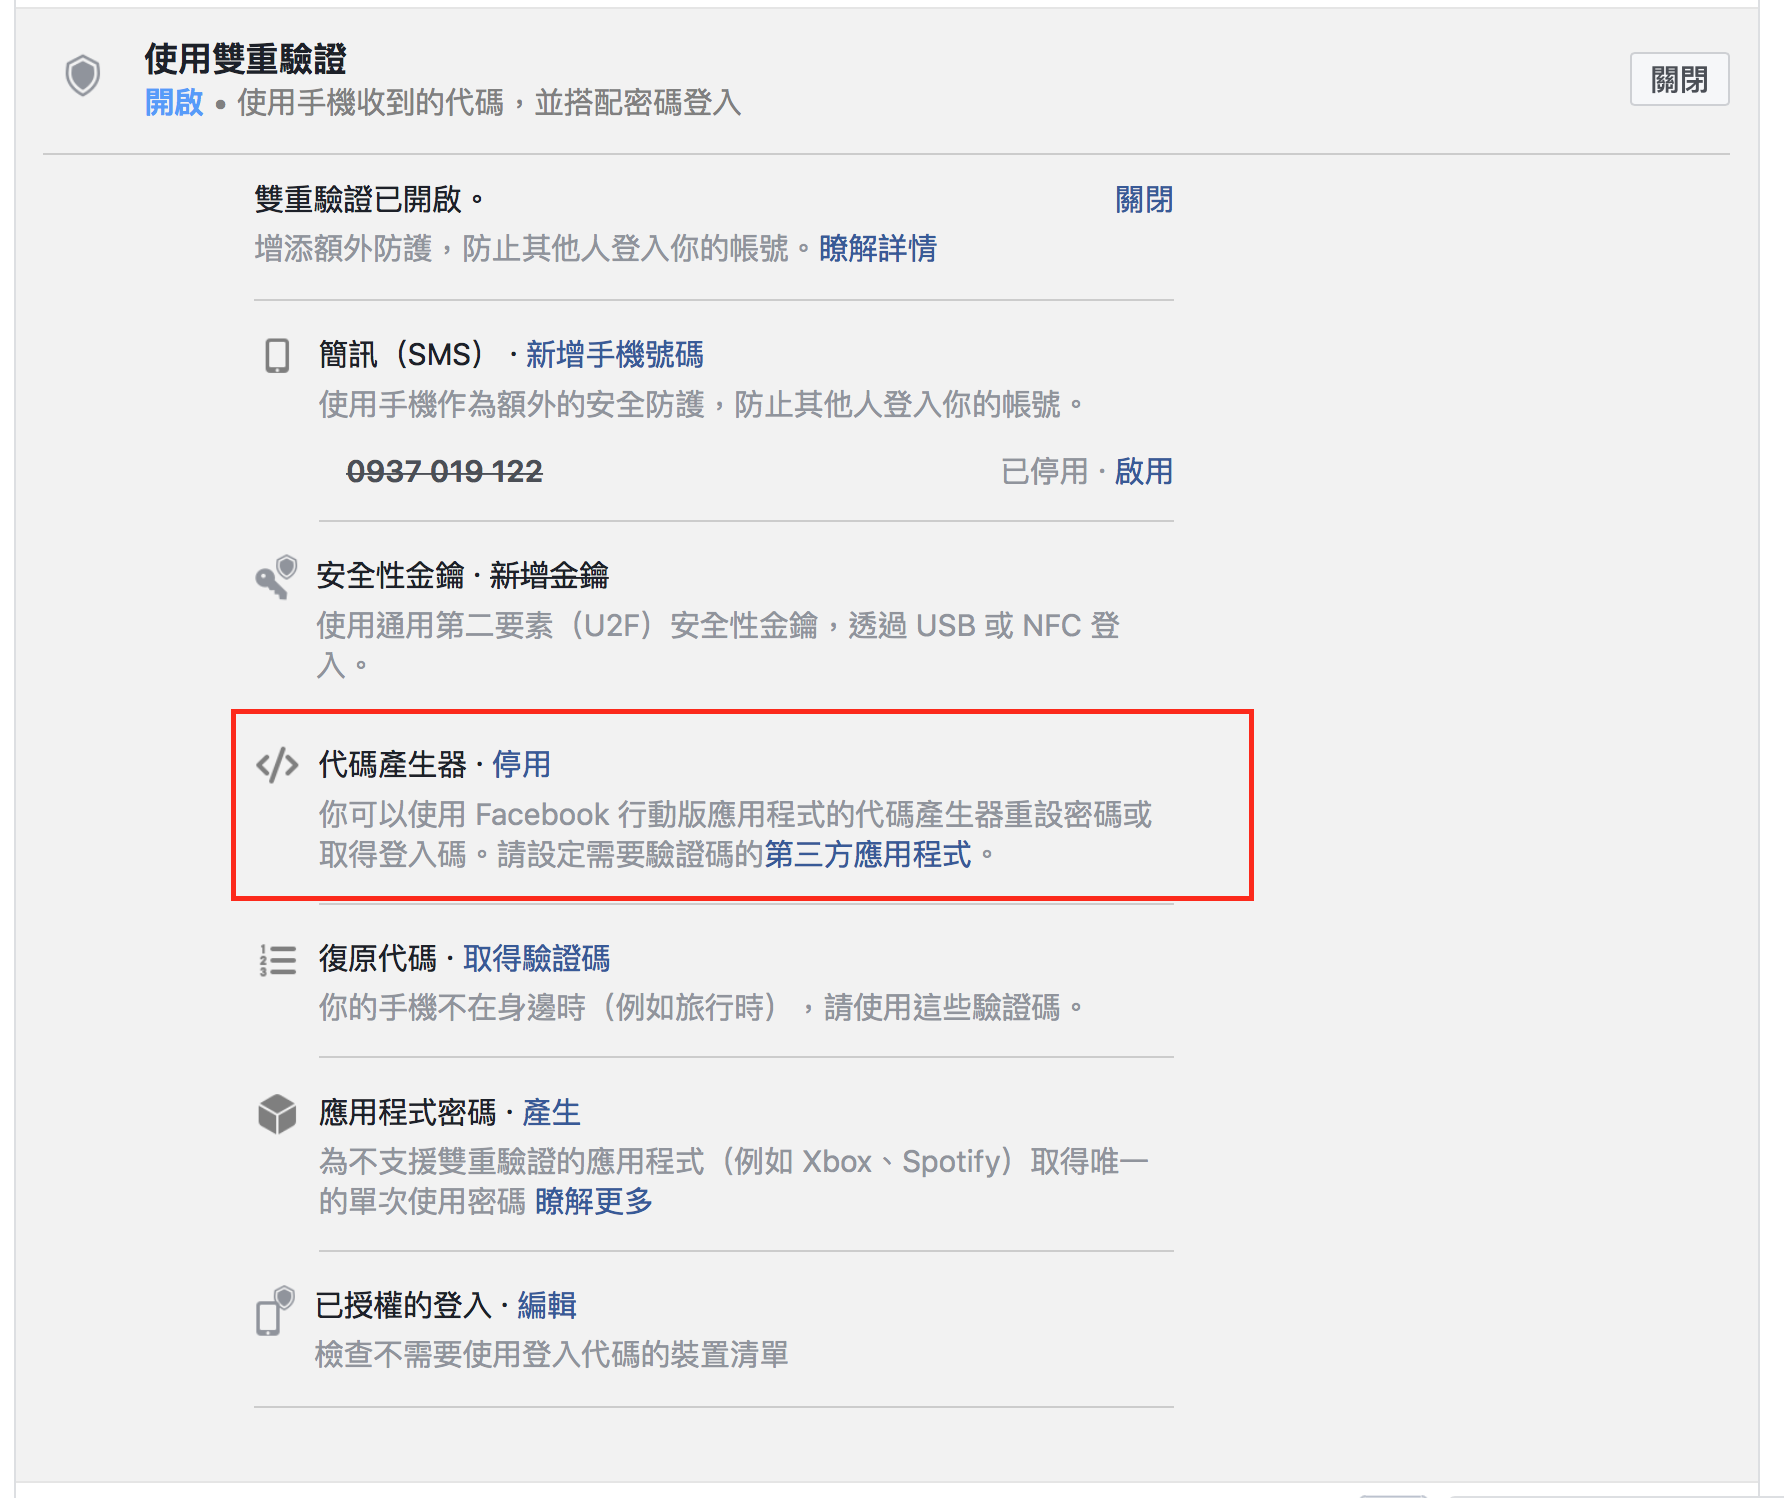 使用雙重驗證
開啟 • 使用手機收到的代碼，並搭配密碼登入
關閉
雙重驗證已開啟。
關閉
增添額外防護，防止其他人登入你的帳號。瞭解詳情
簡訊（SMS） · 新增手機號碼
使用手機作為額外的安全防護，防止其他人登入你的帳號。
0937 019 122
已停用 · 啟用
安全性金鑰 · 新增金鑰
使用通用第二要素（U2F）安全性金鑰，透過 USB 或 NFC 登
入。
</> 代碼產生器 · 停用
你可以使用 Facebook 行動版應用程式的代碼產生器重設密碼或
取得登入碼。請設定需要驗證碼的第三方應用程式。
復原代碼 · 取得驗證碼
你的手機不在身邊時（例如旅行時），請使用這些驗證碼。
應用程式密碼 · 產生
為不支援雙重驗證的應用程式（例如 Xbox、Spotify）取得唯一
的單次使用密碼 瞭解更多
已授權的登入 · 編輯
檢查不需要使用登入代碼的裝置清單